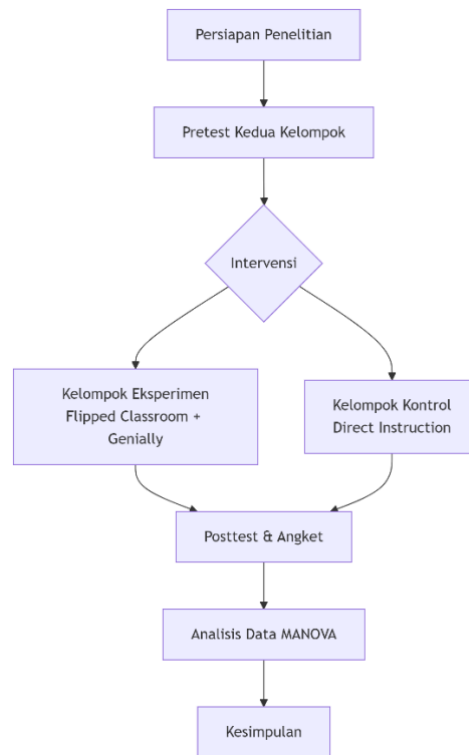 Persiapan Penelitian
Pretest Kedua Kelompok
Intervensi
Kelompok Eksperimen
Flipped Classroom +
Genially
Kelompok Kontrol
Direct Instruction
Posttest & Angket
Analisis Data MANOVA
Kesimpulan